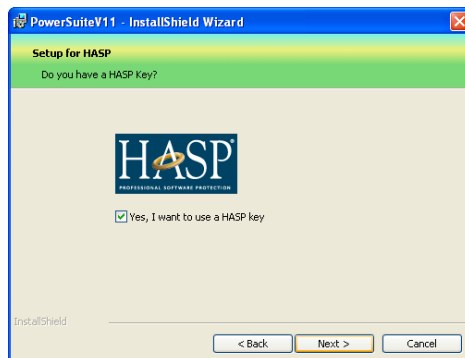 PowerSuiteV11 - InstallShield Wizard
Setup for HASP
Do you have a HASP Key?
HASP®
PROFESSIONAL SOFTWARE PROTECTION
Yes, I want to use a HASP key
InstallShield
< Back Next > Cancel